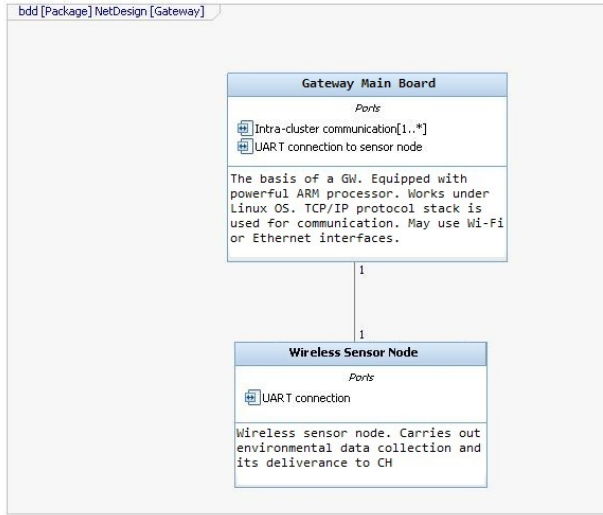 bdd [Package] NetDesign [Gateway]
Gateway Main Board
Ports
Intra-cluster communication[1..*]
UART connection to sensor node
The basis of a GW. Equipped with
powerful ARM processor. Works under
Linux OS. TCP/IP protocol stack is
used for communication. May use Wi-Fi
or Ethernet interfaces.
1
1
Wireless Sensor Node
Ports
UART connection
Wireless sensor node. Carries out
environmental data collection and
its deliverance to CH